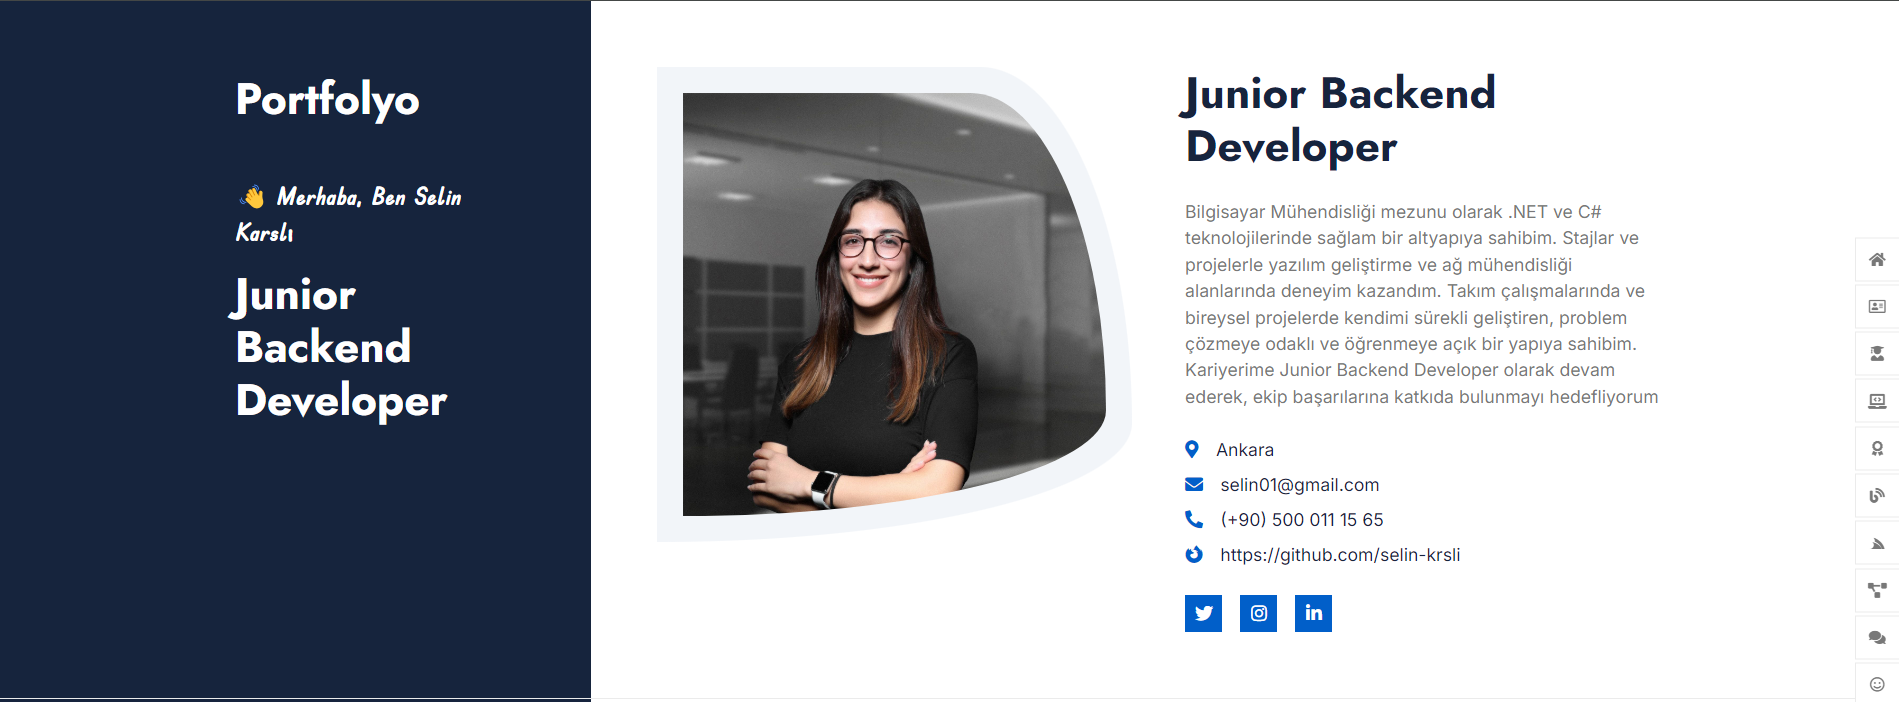 Portfolyo
👋 Merhaba, Ben Selin
Karslı
Junior
Backend
Developer
Junior Backend
Developer
Bilgisayar Mühendisliği mezunu olarak .NET ve C#
teknolojilerinde sağlam bir altyapıya sahibim. Stajlar ve
projelerle yazılım geliştirme ve ağ mühendisliği
alanlarında deneyim kazandım. Takım çalışmalarında ve
bireysel projelerde kendimi sürekli geliştiren, problem
çözmeye odaklı ve öğrenmeye açık bir yapıya sahibim.
Kariyerime Junior Backend Developer olarak devam
ederek, ekip başarılarına katkıda bulunmayı hedefliyorum
Ankara
selin01@gmail.com
(+90) 500 011 15 65
https://github.com/selin-krsli